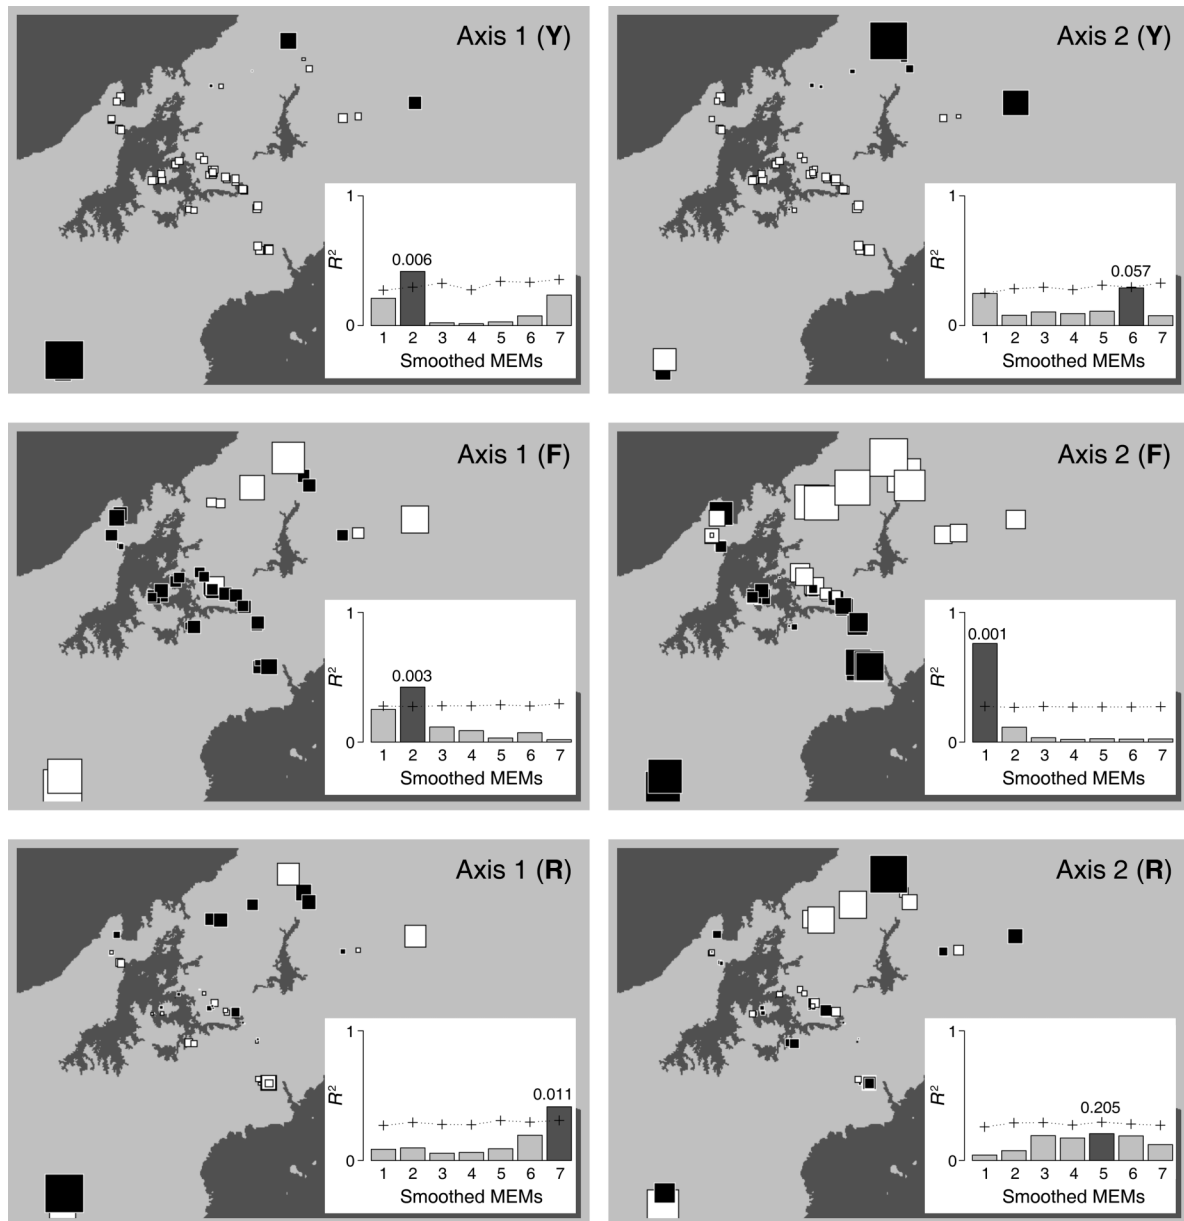 Axis 1 (Y)
1
R²
0
0.006
1 2 3 4 5 6 7
Smoothed MEMs
Axis 2 (Y)
1
R²
0
0.057
1 2 3 4 5 6 7
Smoothed MEMs
Axis 1 (F)
1
R²
0
0.003
1 2 3 4 5 6 7
Smoothed MEMs
Axis 2 (F)
1
R²
0
0.001
1 2 3 4 5 6 7
Smoothed MEMs
Axis 1 (R)
1
R²
0
0.011
1 2 3 4 5 6 7
Smoothed MEMs
Axis 2 (R)
1
R²
0
0.205
1 2 3 4 5 6 7
Smoothed MEMs